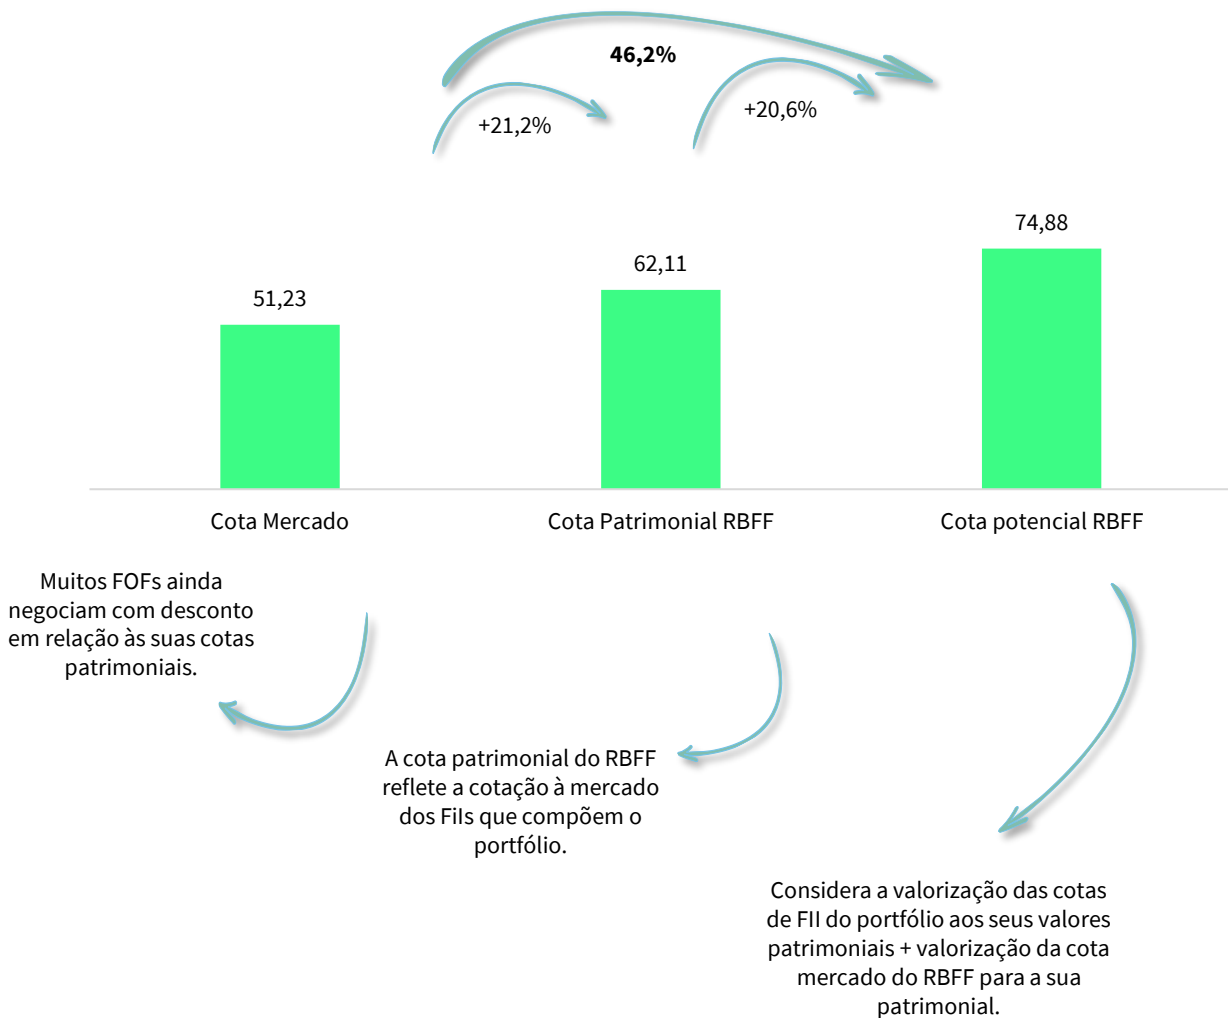 46,2%
+21,2%
+20,6%
51,23
62,11
74,88
Cota Mercado
Cota Patrimonial RBFF
Cota potencial RBFF
Muitos FOFs ainda
negociam com desconto
em relação às suas cotas
patrimoniais.
A cota patrimonial do RBFF
reflete a cotação à mercado
dos FiIs que compõem o
portfólio.
Considera a valorização das cotas
de FII do portfólio aos seus valores
patrimoniais + valorização da cota
mercado do RBFF para a sua
patrimonial.